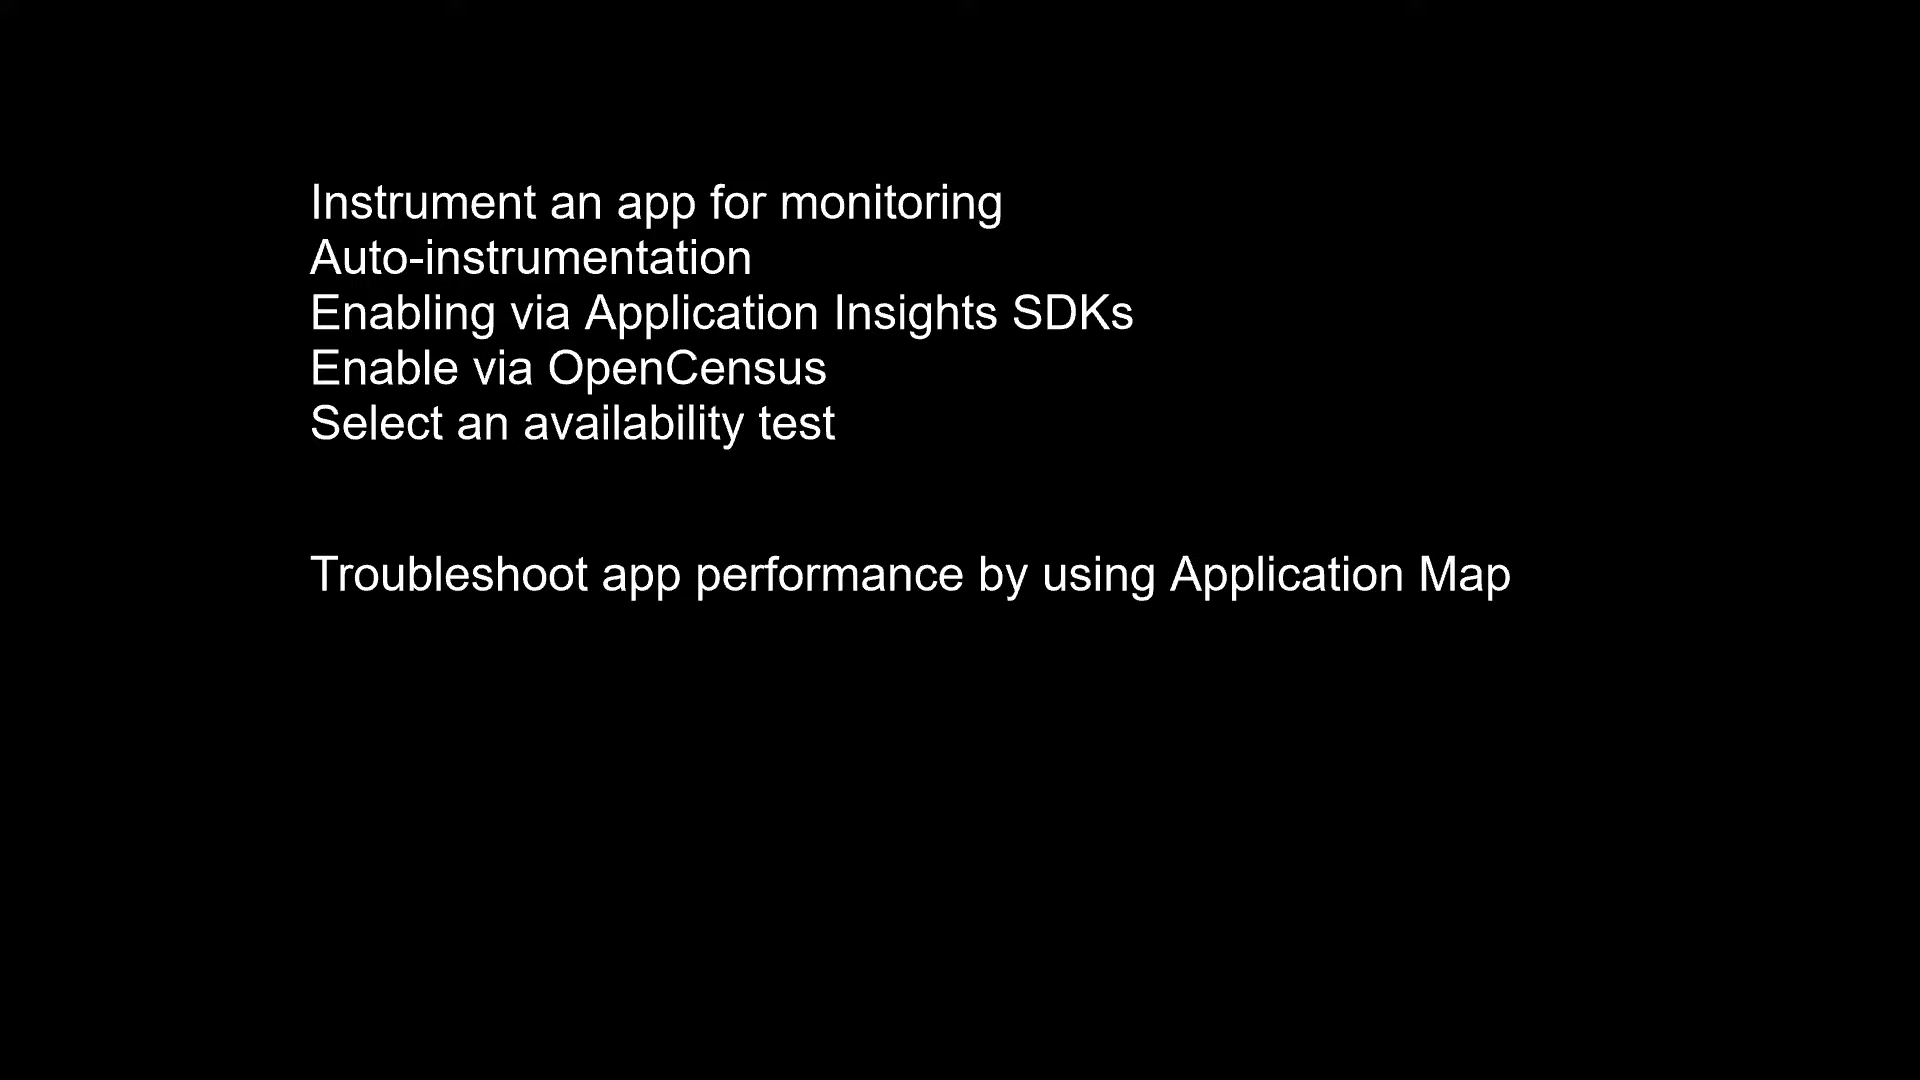 Instrument an app for monitoring
Auto-instrumentation
Enabling via Application Insights SDKs
Enable via OpenCensus
Select an availability test
Troubleshoot app performance by using Application Map